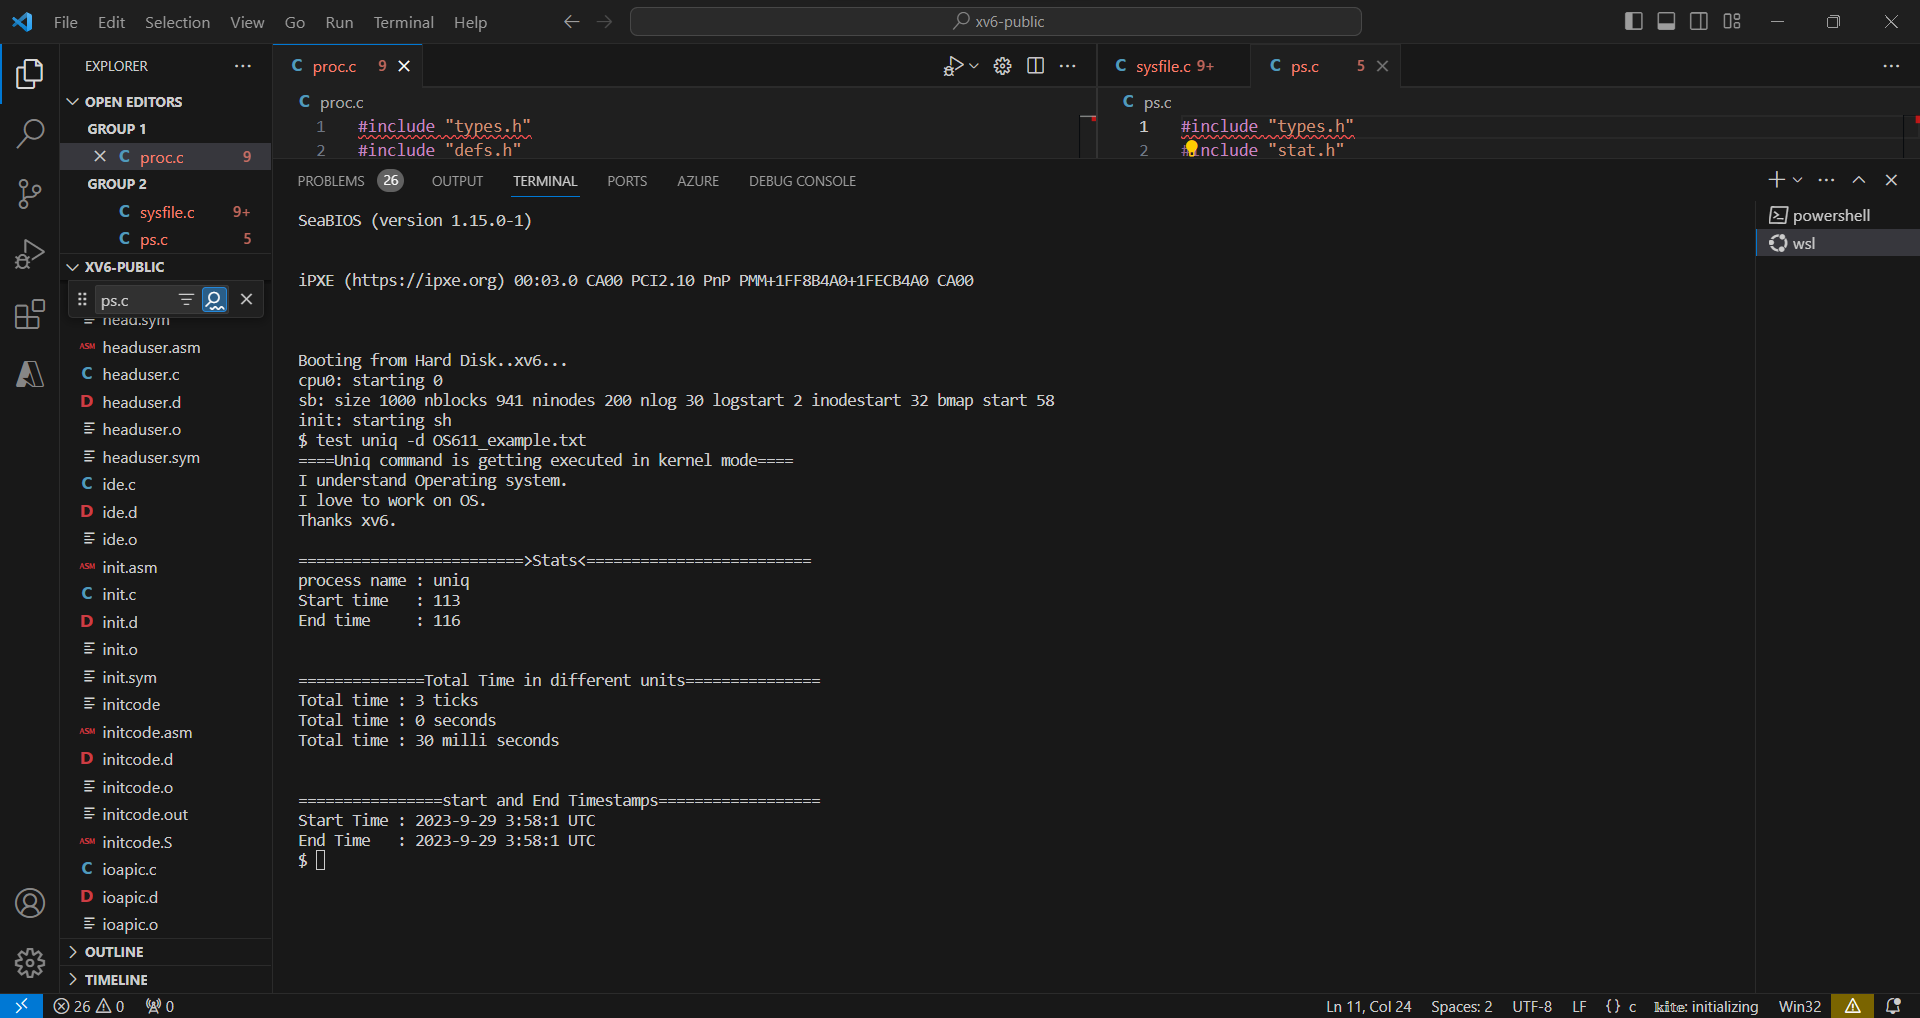 File Edit Selection View Go Run Terminal Help
xv6-public
EXPLORER
OPEN EDITORS
GROUP 1
C proc.c 9
GROUP 2
C sysfile.c 9+
C ps.c 5
XV6-PUBLIC
ps.c
head.sym
ASM headuser.asm
C headuser.c
D headuser.d
headuser.o
headuser.sym
C ide.c
D ide.d
ide.o
ASM init.asm
C init.c
D init.d
init.o
init.sym
initcode
ASM initcode.asm
D initcode.d
initcode.o
initcode.out
ASM initcode.S
C ioapic.c
D ioapic.d
ioapic.o
OUTLINE
TIMELINE
C proc.c 9
C proc.c
1 #include "types.h"
2 #include "defs.h"
C sysfile.c 9+
C ps.c 5
C ps.c
1 #include "types.h"
2 #include "stat.h"
PROBLEMS 26 OUTPUT TERMINAL PORTS AZURE DEBUG CONSOLE
powershell
wsl
SeaBIOS (version 1.15.0-1)
iPXE (https://ipxe.org) 00:03.0 CA00 PCI2.10 PnP PMM+1FF8B4A0+1FECB4A0 CA00
Booting from Hard Disk..xv6...
cpu0: starting 0
sb: size 1000 nblocks 941 ninodes 200 nlog 30 logstart 2 inodestart 32 bmap start 58
init: starting sh
$ test uniq -d OS611_example.txt
====Uniq command is getting executed in kernel mode====
I understand Operating system.
I love to work on OS.
Thanks xv6.
=========================>Stats<=========================
process name : uniq
Start time   : 113
End time     : 116
==============Total Time in different units===============
Total time : 3 ticks
Total time : 0 seconds
Total time : 30 milli seconds
================start and End Timestamps==================
Start Time : 2023-9-29 3:58:1 UTC
End Time   : 2023-9-29 3:58:1 UTC
$
26 0 0
Ln 11, Col 24 Spaces: 2 UTF-8 LF {} c kite: initializing Win32